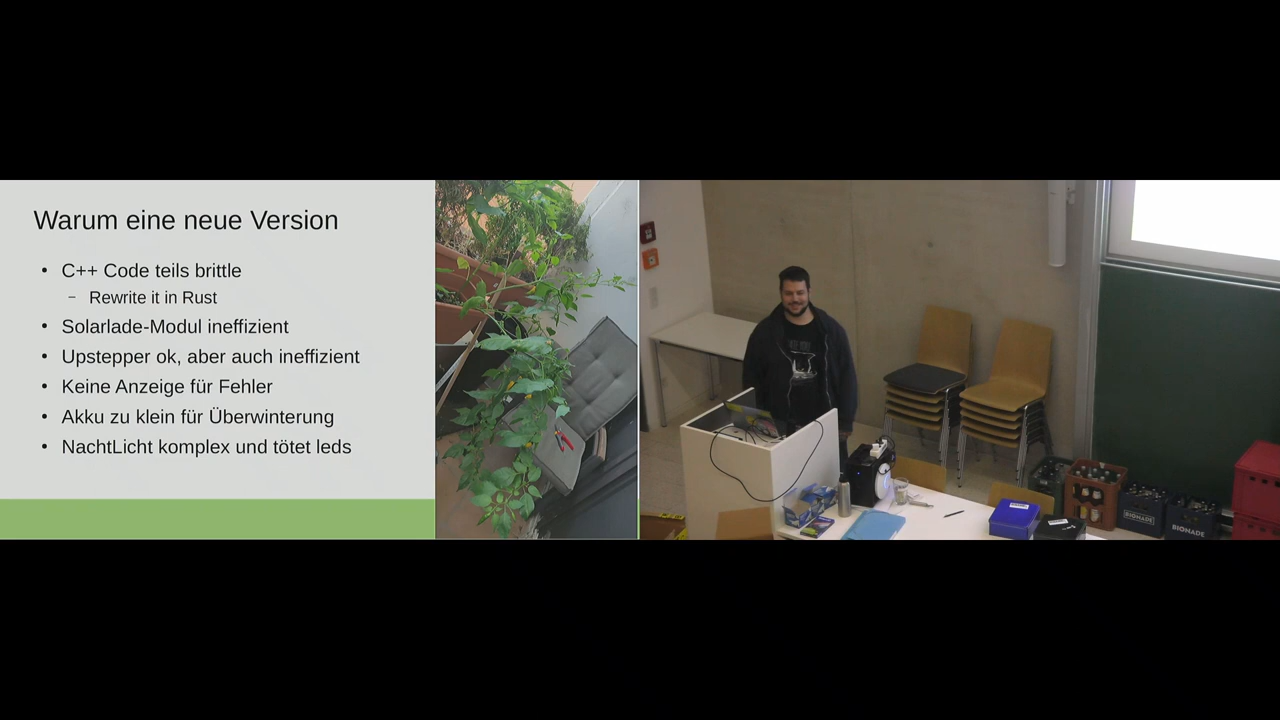 Warum eine neue Version
• C++ Code teils brittle
– Rewrite it in Rust
• Solarlade-Modul ineffizient
• Upstepper ok, aber auch ineffizient
• Keine Anzeige für Fehler
• Akku zu klein für Überwinterung
• NachtLicht komplex und tötet leds
BIONADE
BIONADE